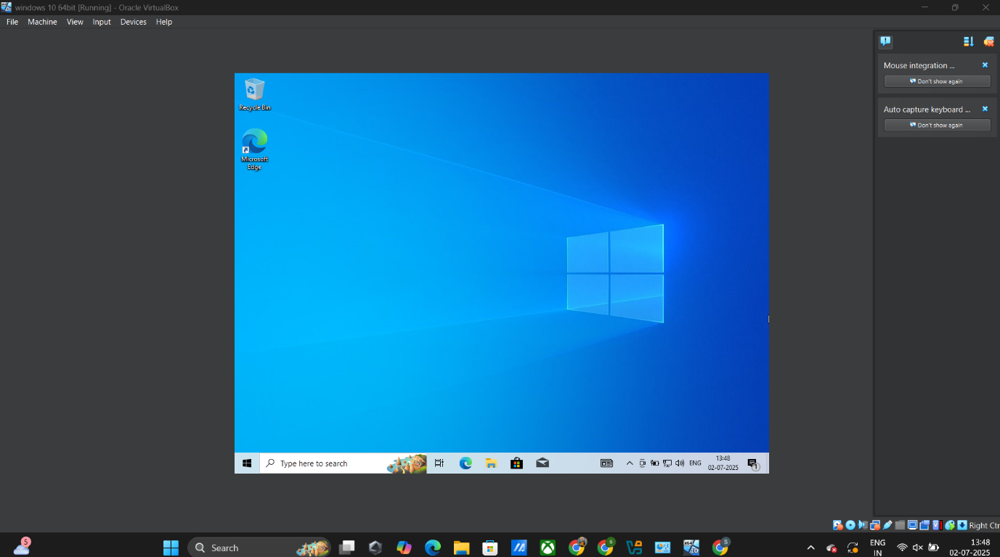 windows 10 64bit [Running] - Oracle VirtualBox
File Machine View Input Devices Help
Mouse integration ...
Don't show again
Auto capture keyboard ...
Don't show again
Recycle Bin
Microsoft
Edge
Type here to search
ENG
13:48
02-07-2025
1
Right Ctr
5
Search
ENG
IN
13:48
02-07-2025